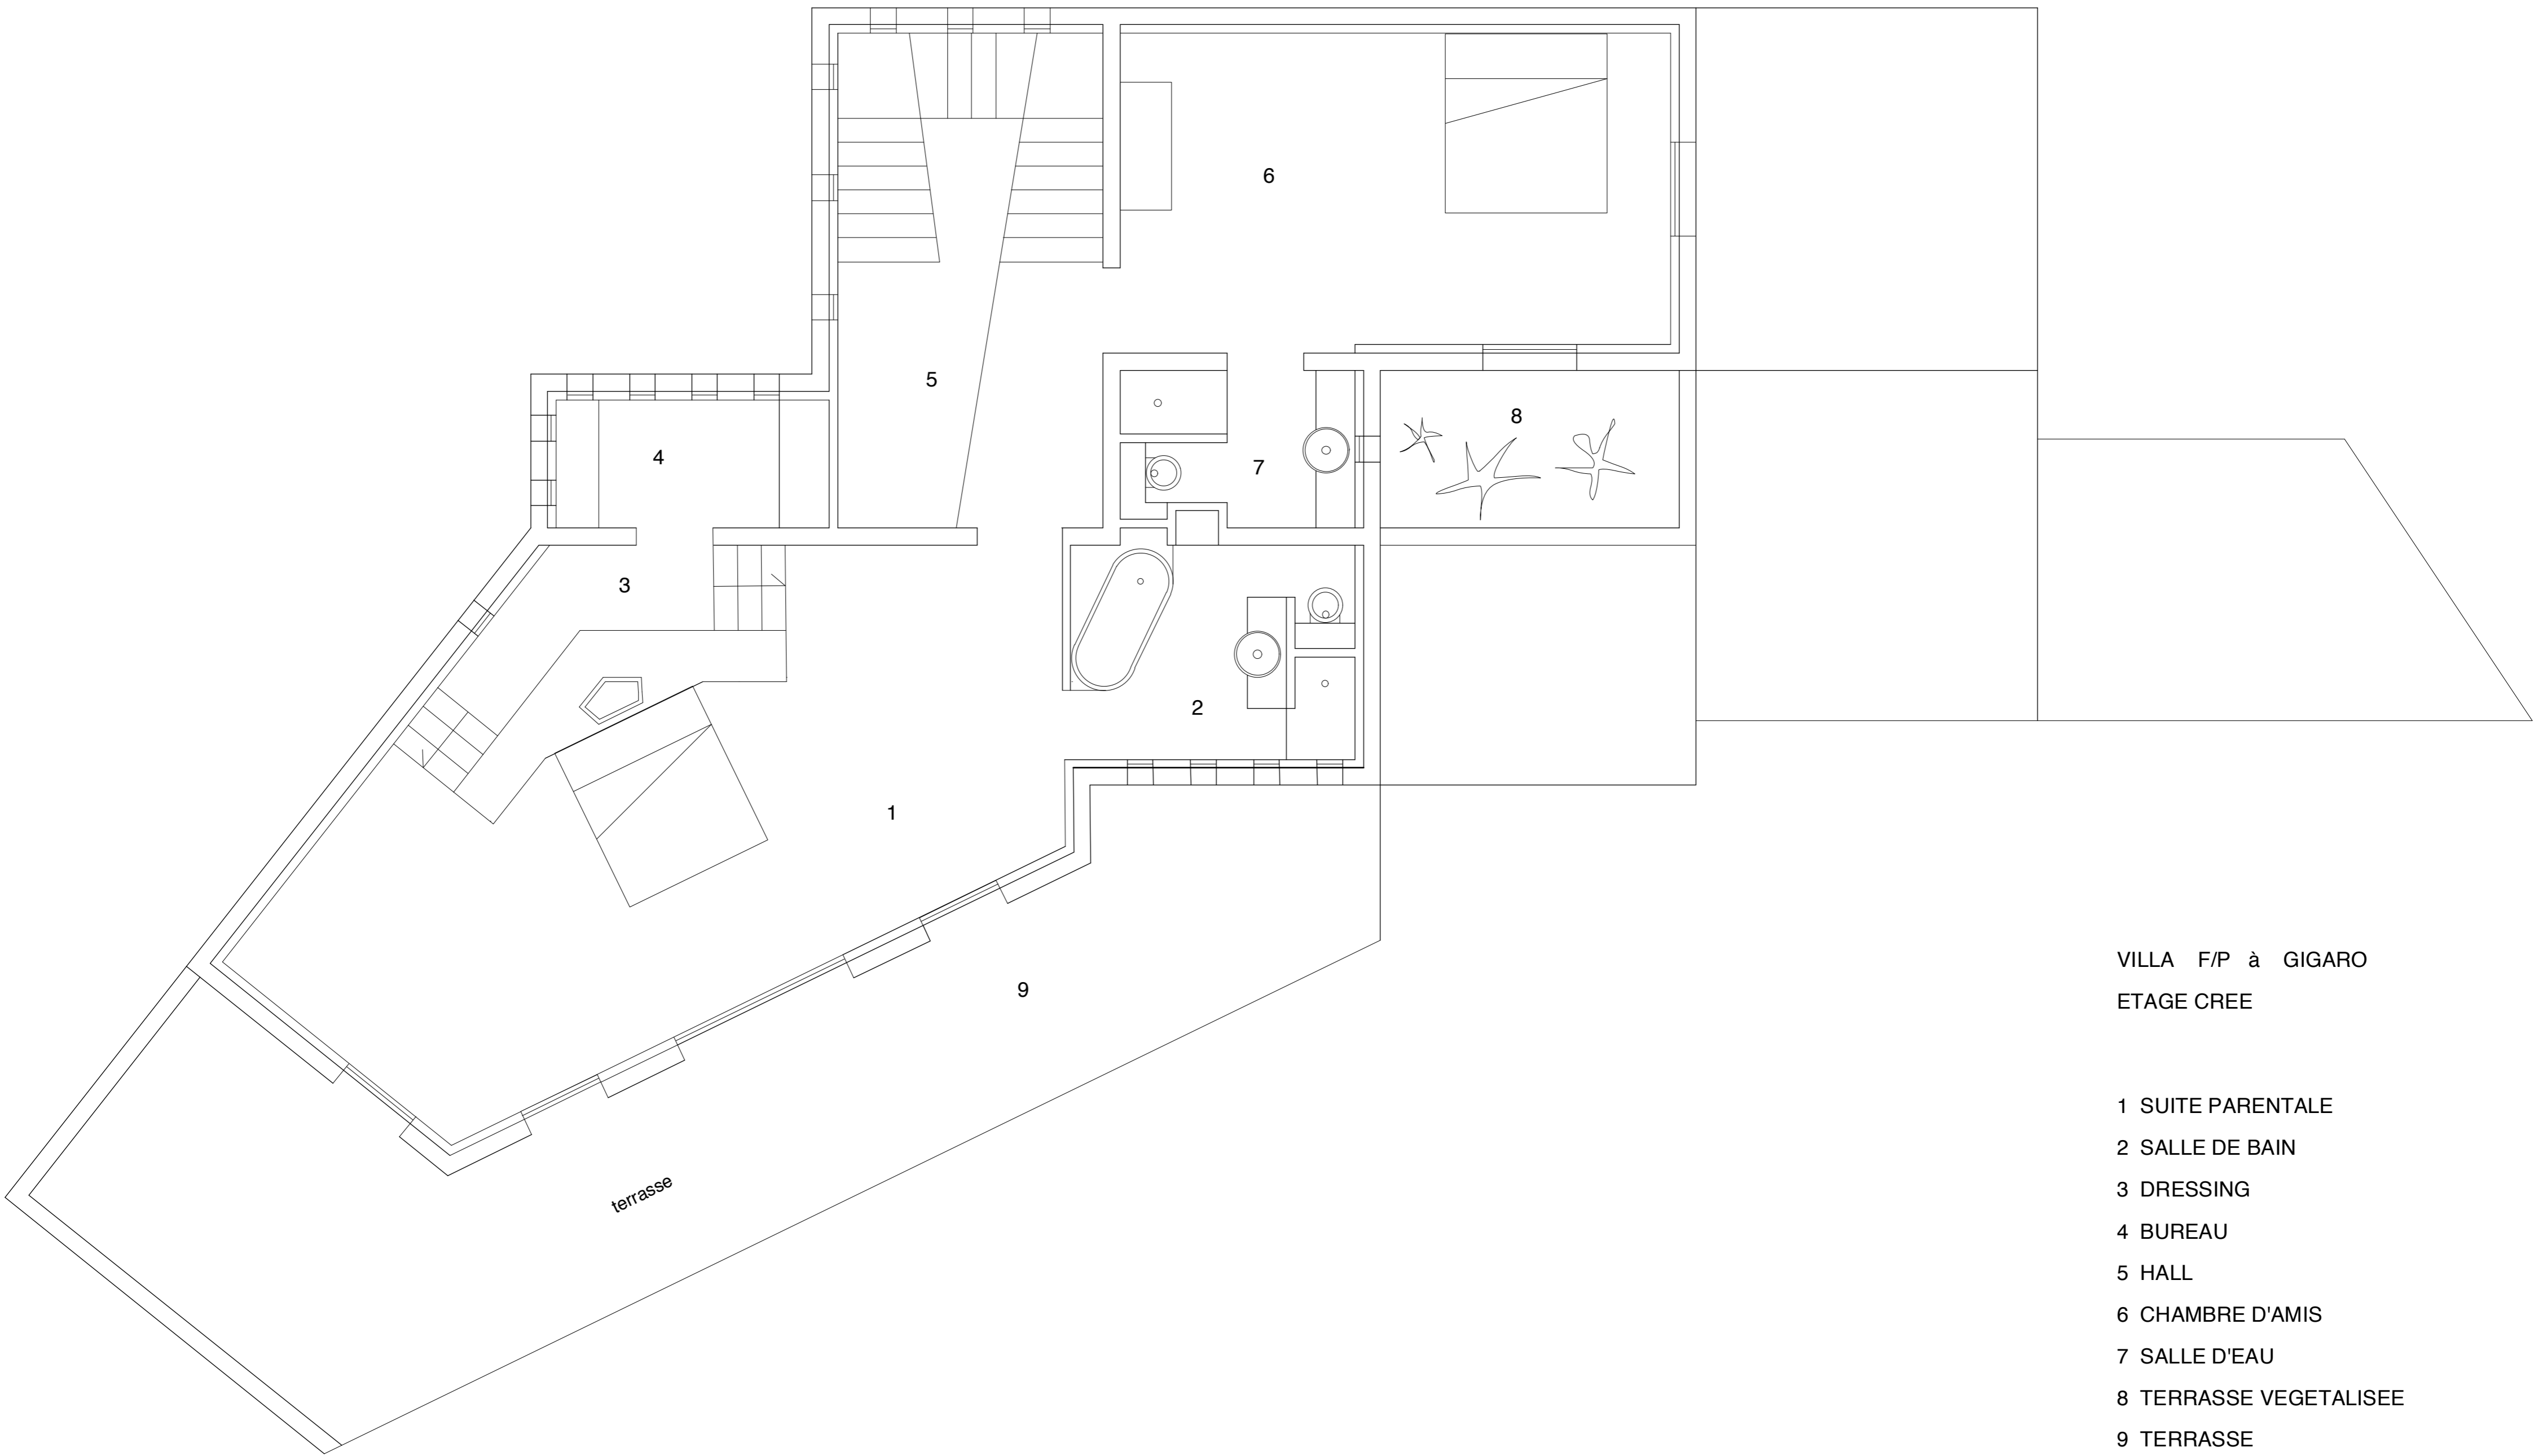 6
5
8
4
7
3
2
1
9
terrasse
VILLA F/P à GIGARO
ETAGE CREE
1 SUITE PARENTALE
2 SALLE DE BAIN
3 DRESSING
4 BUREAU
5 HALL
6 CHAMBRE D'AMIS
7 SALLE D'EAU
8 TERRASSE VEGETALISEE
9 TERRASSE